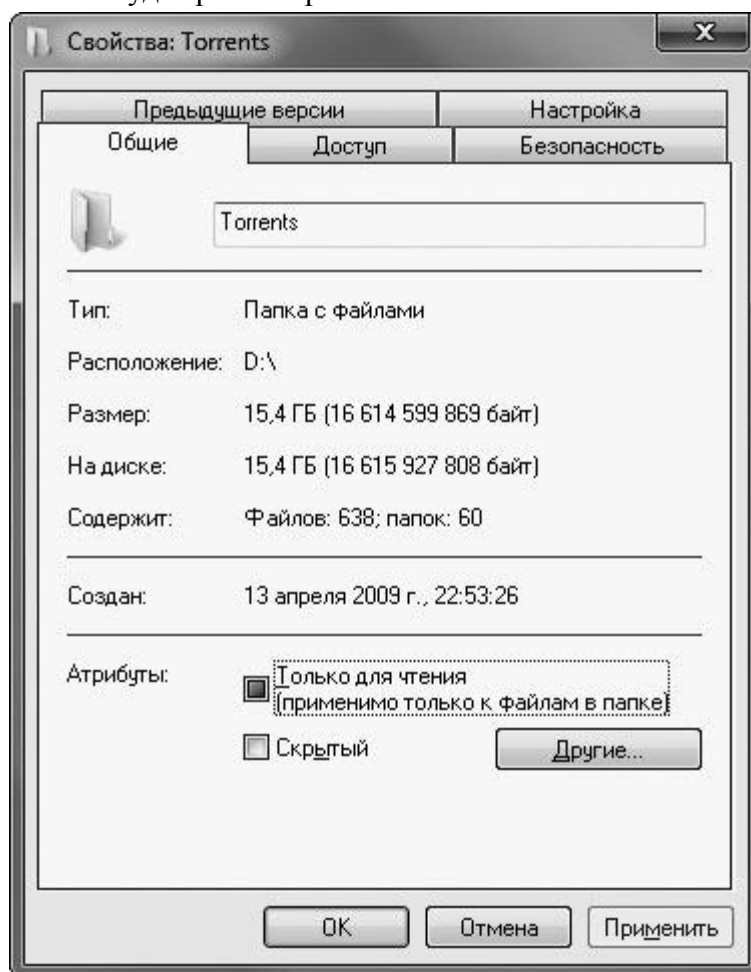 Свойства: Torrents
Предыдущие версии
Настройка
Общие
Доступ
Безопасность
Torrents
Тип: Папка с файлами
Расположение: D:\
Размер: 15,4 ГБ (16 614 599 869 байт)
На диске: 15,4 ГБ (16 615 927 808 байт)
Содержит: Файлов: 638; папок: 60
Создан: 13 апреля 2009 г., 22:53:26
Атрибуты: Только для чтения
(применимо только к файлам в папке)
Скрытый
Другие...
OK
Отмена
Применить